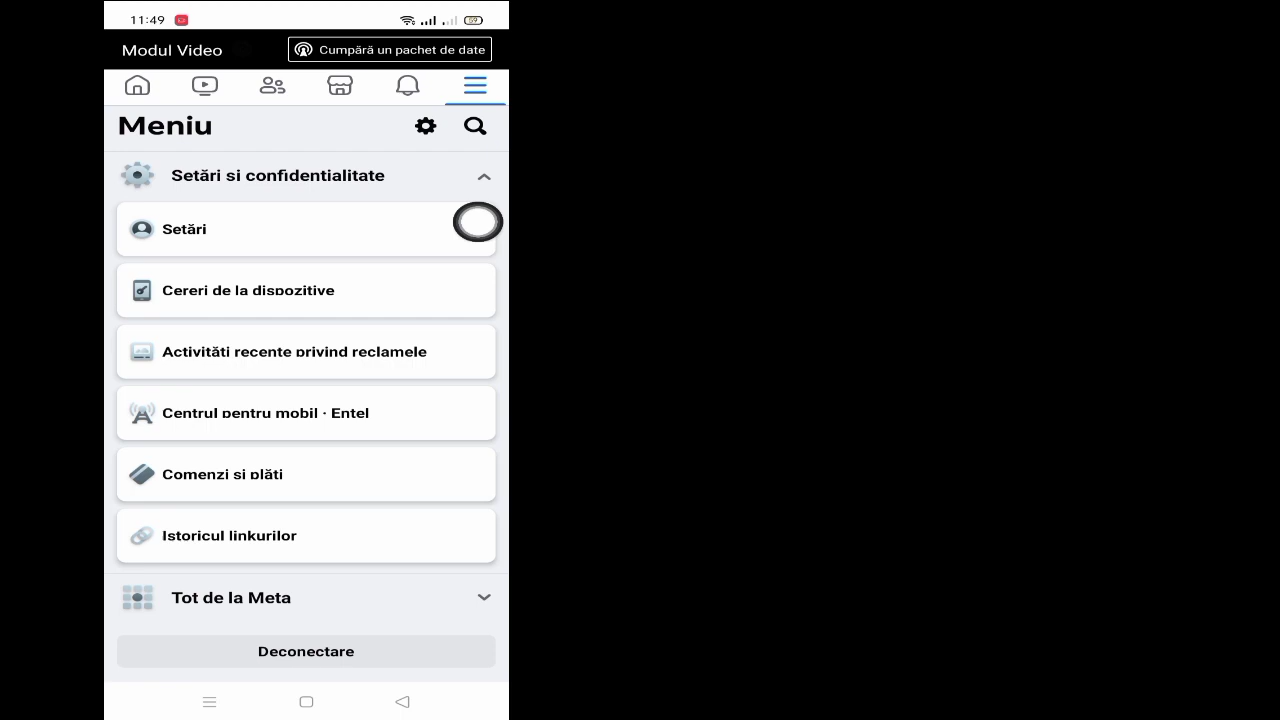 11:49
59
Modul Video
Cumpără un pachet de date
Meniu
Setări si confidentialitate
Setări
Cereri de la dispozitive
Activităti recente privind reclamele
Centrul pentru mobil · Entel
Comenzi si plăti
Istoricul linkurilor
Tot de la Meta
Deconectare